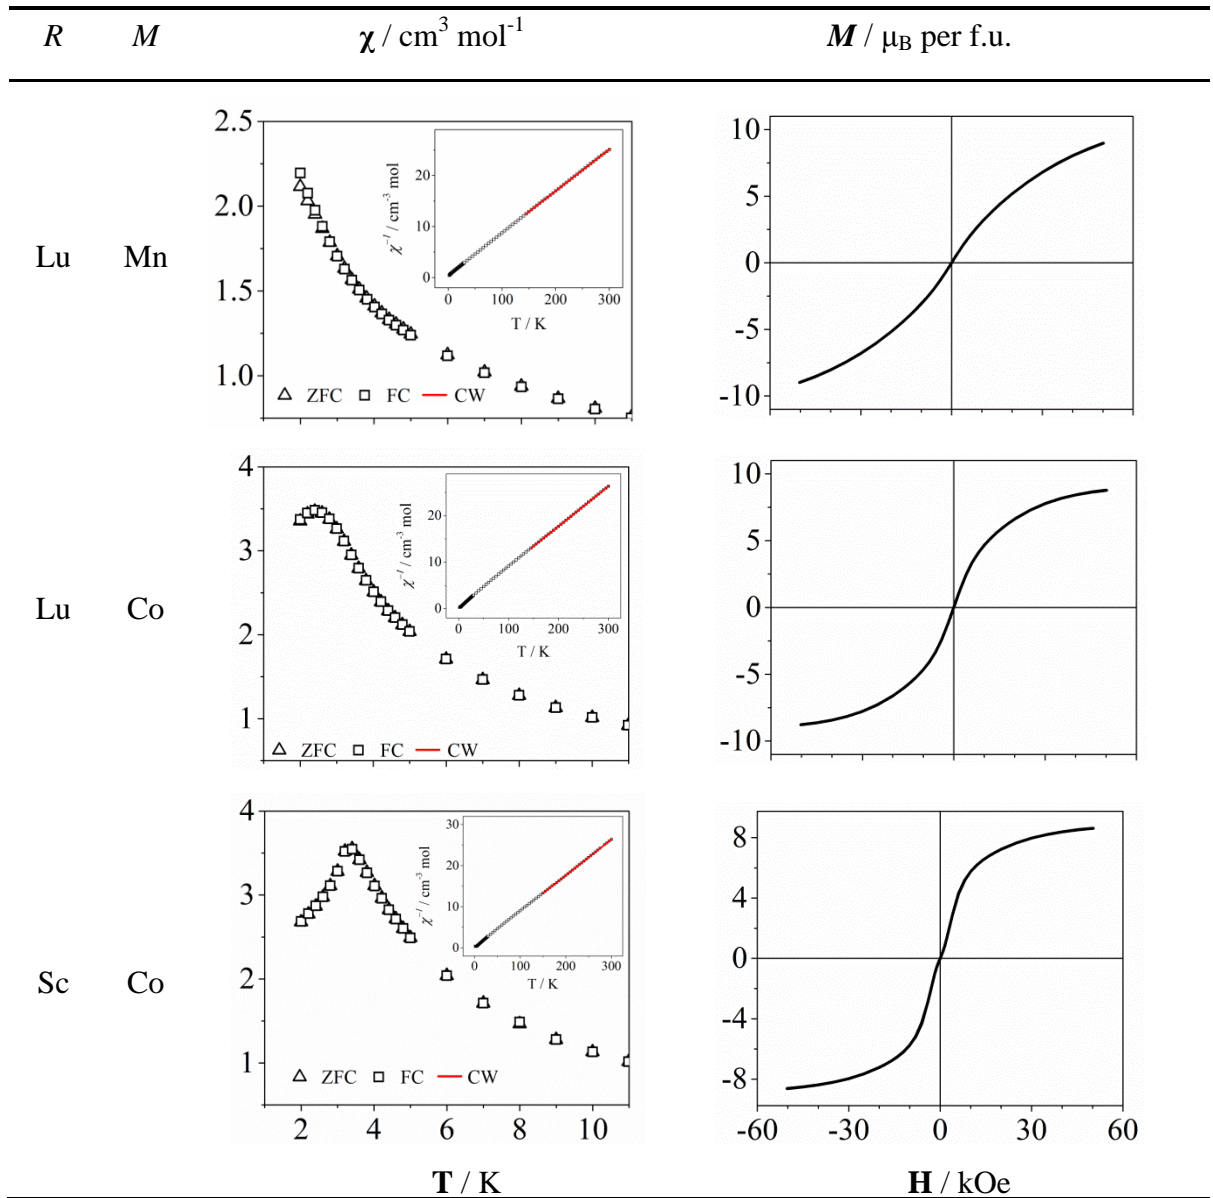 R M χ / cm³ mol⁻¹ M / μB per f.u.
Lu Mn
2.5
2.0
1.5
1.0
χ⁻¹ / cm⁻³ mol
30
20
10
0
0 100 200 300
T / K
ZFC FC CW
10
5
0
-5
-10
Lu Co
4
3
2
1
χ⁻¹ / cm⁻³ mol
20
10
0
0 100 200 300
T / K
ZFC FC CW
10
5
0
-5
-10
Sc Co
4
3
2
1
χ⁻¹ / cm⁻³ mol
30
20
10
0
0 50 100 150 200 250 300
T / K
ZFC FC CW
2 4 6 8 10
T / K
8
4
0
-4
-8
-60 -30 0 30 60
H / kOe